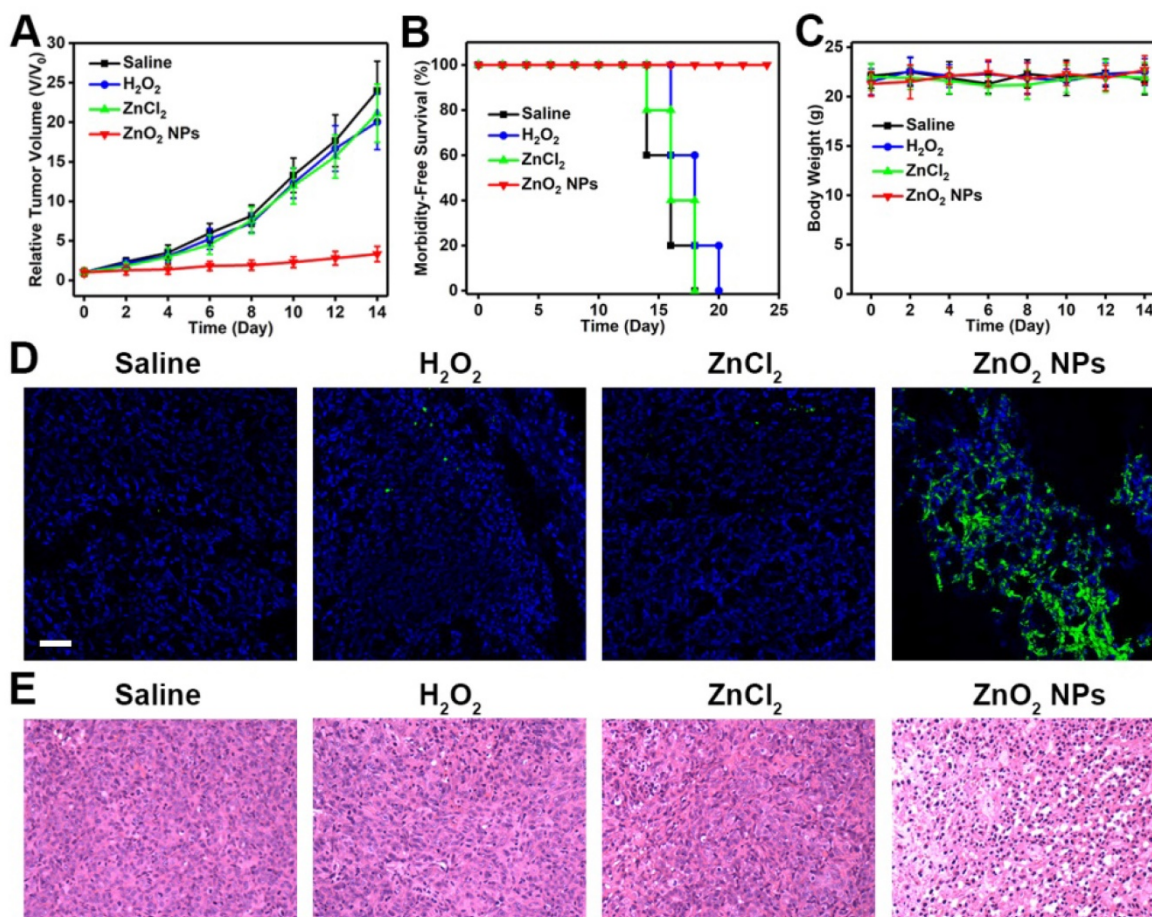 A
Relative Tumor Volume (V/V₀)
30
25
20
15
10
5
0
Saline
H₂O₂
ZnCl₂
ZnO₂ NPs
0 2 4 6 8 10 12 14
Time (Day)
B
Morbidity-Free Survival (%)
100
80
60
40
20
0
Saline
H₂O₂
ZnCl₂
ZnO₂ NPs
0 5 10 15 20 25
Time (Day)
C
Body Weight (g)
25
20
15
10
5
0
Saline
H₂O₂
ZnCl₂
ZnO₂ NPs
0 2 4 6 8 10 12 14
Time (Day)
D
Saline H₂O₂ ZnCl₂ ZnO₂ NPs
E
Saline H₂O₂ ZnCl₂ ZnO₂ NPs